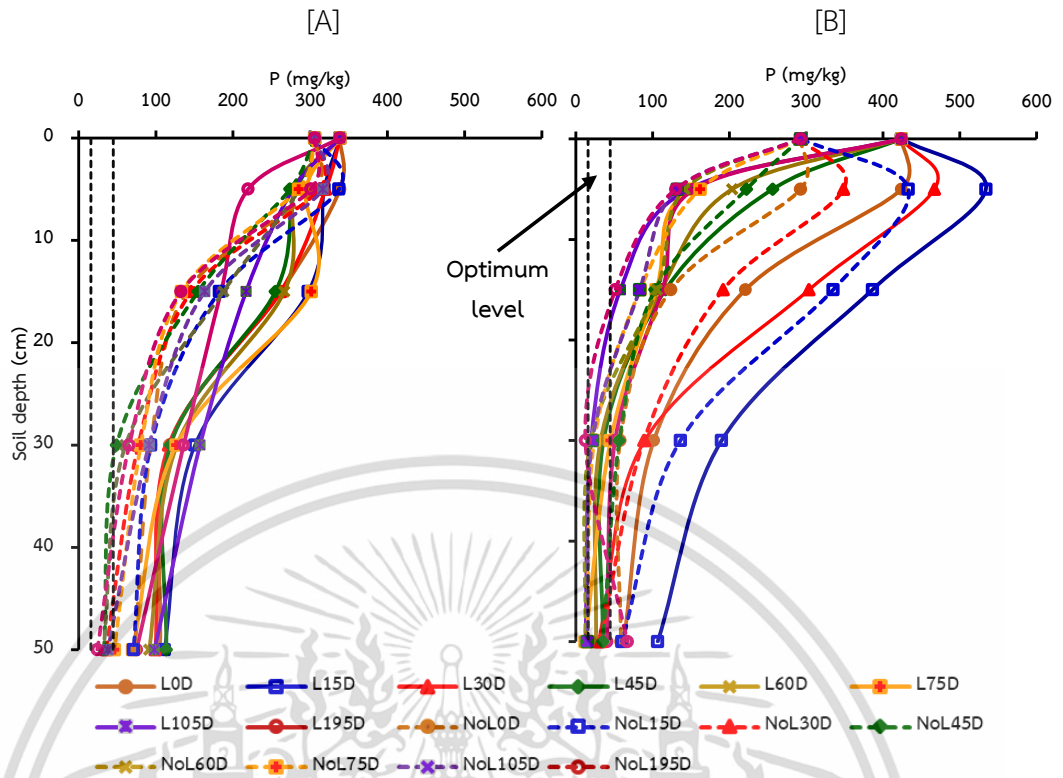 [A] [B]
P (mg/kg) P (mg/kg)
0 100 200 300 400 500 600 0 100 200 300 400 500 600
0
10
20
30
40
50
Soil depth (cm)
Optimum
level
L0D L15D L30D L45D L60D L75D
L105D L195D NoL0D NoL15D NoL30D NoL45D
NoL60D NoL75D NoL105D NoL195D